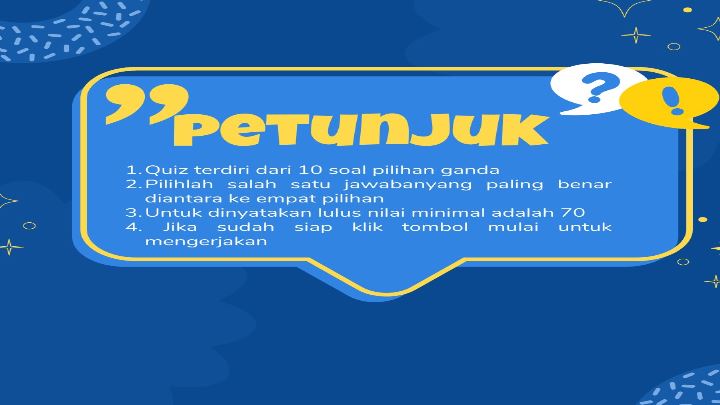 Petunjuk
1. Quiz terdiri dari 10 soal pilihan ganda
2. Pilihlah salah satu jawabanyang paling benar
diantara ke empat pilihan
3. Untuk dinyatakan lulus nilai minimal adalah 70
4. Jika sudah siap klik tombol mulai untuk
mengerjakan